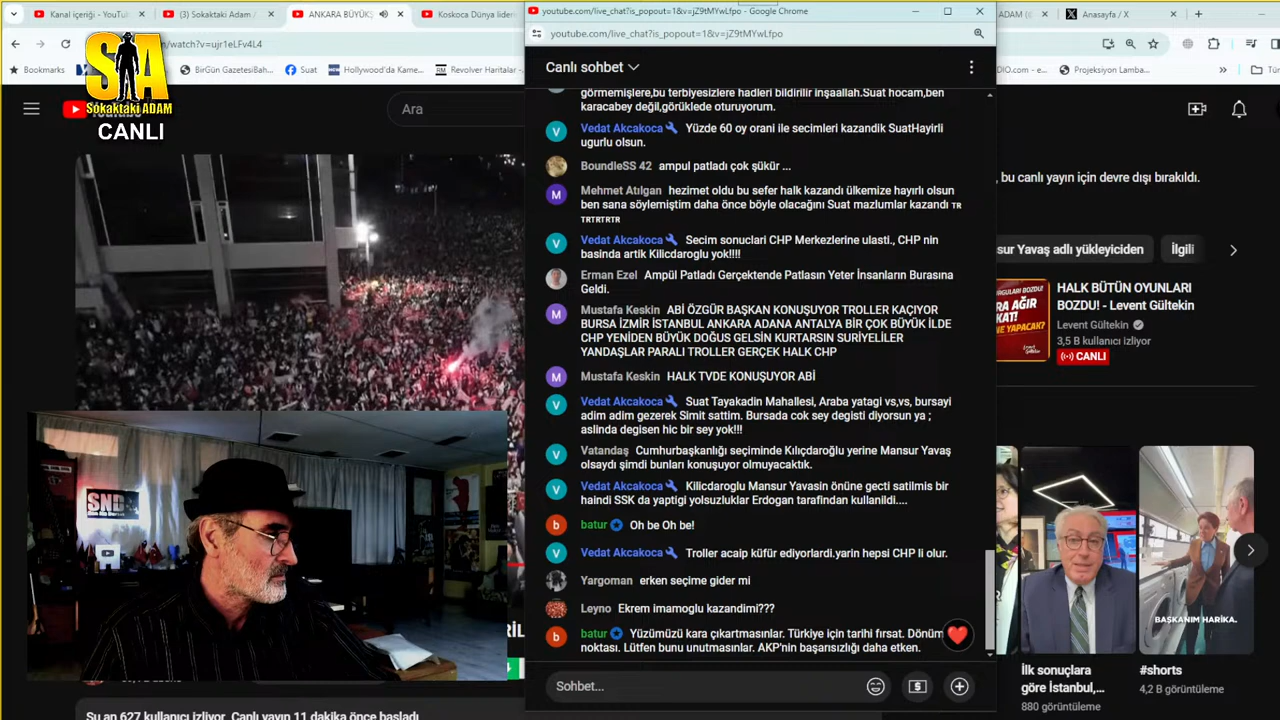 Kanal içeriği - YouT
(3) Sokaktaki Adam /
ANKARA BÜYÜK
Koskoca Dünya lider
youtube.com/live_chat?is_popout=1&v=jZ9tMYwLfpo - Google Chrome
ADAM (@
Anasayfa / X
/watch?v=ujr1eLFv4L4
youtube.com/live_chat?is_popout=1&v=jZ9tMYwLfpo
Bookmarks
BirGün GazetesiBah...
Suat
Hollywood'da Kame...
Revolver Haritalar-...
DIO.com - e...
Projeksiyon Lamba...
Tüm
SA
Sokaktaki ADAM
CANLI
Ara
Canlı sohbet
görmemişlere,bu terbiyesizlere hadleri bildirilir inşaallah.Suat hocam,ben
karacabey değil,görüklede oturuyorum.
Vedat Akcakoca Yüzde 60 oy orani ile secimleri kazandik SuatHayirli
ugurlu olsun.
BoundleSS 42 ampul patladı çok şükür ...
Mehmet Atılgan hezimet oldu bu sefer halk kazandı ülkemize hayırlı olsun
ben sana söylemiştim daha önce böyle olacağını Suat mazlumlar kazandı TR
TRTRTRTR
Vedat Akcakoca Secim sonuclari CHP Merkezlerine ulasti., CHP nin
basinda artik Kilicdaroglu yok!!!!
Erman Ezel Ampül Patladı Gerçektende Patlasın Yeter İnsanların Burasına
Geldi.
Mustafa Keskin ABİ ÖZGÜR BAŞKAN KONUŞUYOR TROLLER KAÇIYOR
BURSA İZMİR İSTANBUL ANKARA ADANA ANTALYA BİR ÇOK BÜYÜK İLDE
CHP YENİDEN BÜYÜK DOĞUS GELSİN KURTARSIN SURİYELİLER
YANDAŞLAR PARALI TROLLER GERÇEK HALK CHP
Mustafa Keskin HALK TVDE KONUŞUYOR ABİ
Vedat Akcakoca Suat Tayakadin Mahallesi, Araba yatagi vs,vs, bursayi
adim adim gezerek Simit sattim. Bursada cok sey degisti diyorsun ya ;
aslinda degisen hic bir sey yok!!!
Vatandaş Cumhurbaşkanlığı seçiminde Kılıçdaroğlu yerine Mansur Yavaş
olsaydı şimdi bunları konuşuyor olmuyacaktık.
Vedat Akcakoca Kilicdaroglu Mansur Yavasin önüne gecti satilmis bir
haindi SSK da yaptigi yolsuzluklar Erdogan tarafindan kullanildi....
batur Oh be Oh be!
Vedat Akcakoca Troller acaip küfür ediyorlardi.yarin hepsi CHP li olur.
Yargoman erken seçime gider mi
Leyno Ekrem imamoglu kazandimi???
batur Yüzümüzü kara çıkartmasınlar. Türkiye için tarihi fırsat. Dönüm
noktası. Lütfen bunu unutmasınlar. AKP'nin başarısızlığı daha etken.
Sohbet...
, bu canlı yayın için devre dışı bırakıldı.
sur Yavaş adlı yükleyiciden
İlgili
HALK BÜTÜN OYUNLARI
BOZDU! - Levent Gültekin
Levent Gültekin
3,5 B kullanıcı izliyor
CANLI
BAŞKANIM HARİKA.
İlk sonuçlara
göre İstanbul,...
880 görüntüleme
#shorts
4,2 B görüntüleme
SND
Şu an 627 kullanıcı izliyor Canlı yayın 11 dakika önce başladı